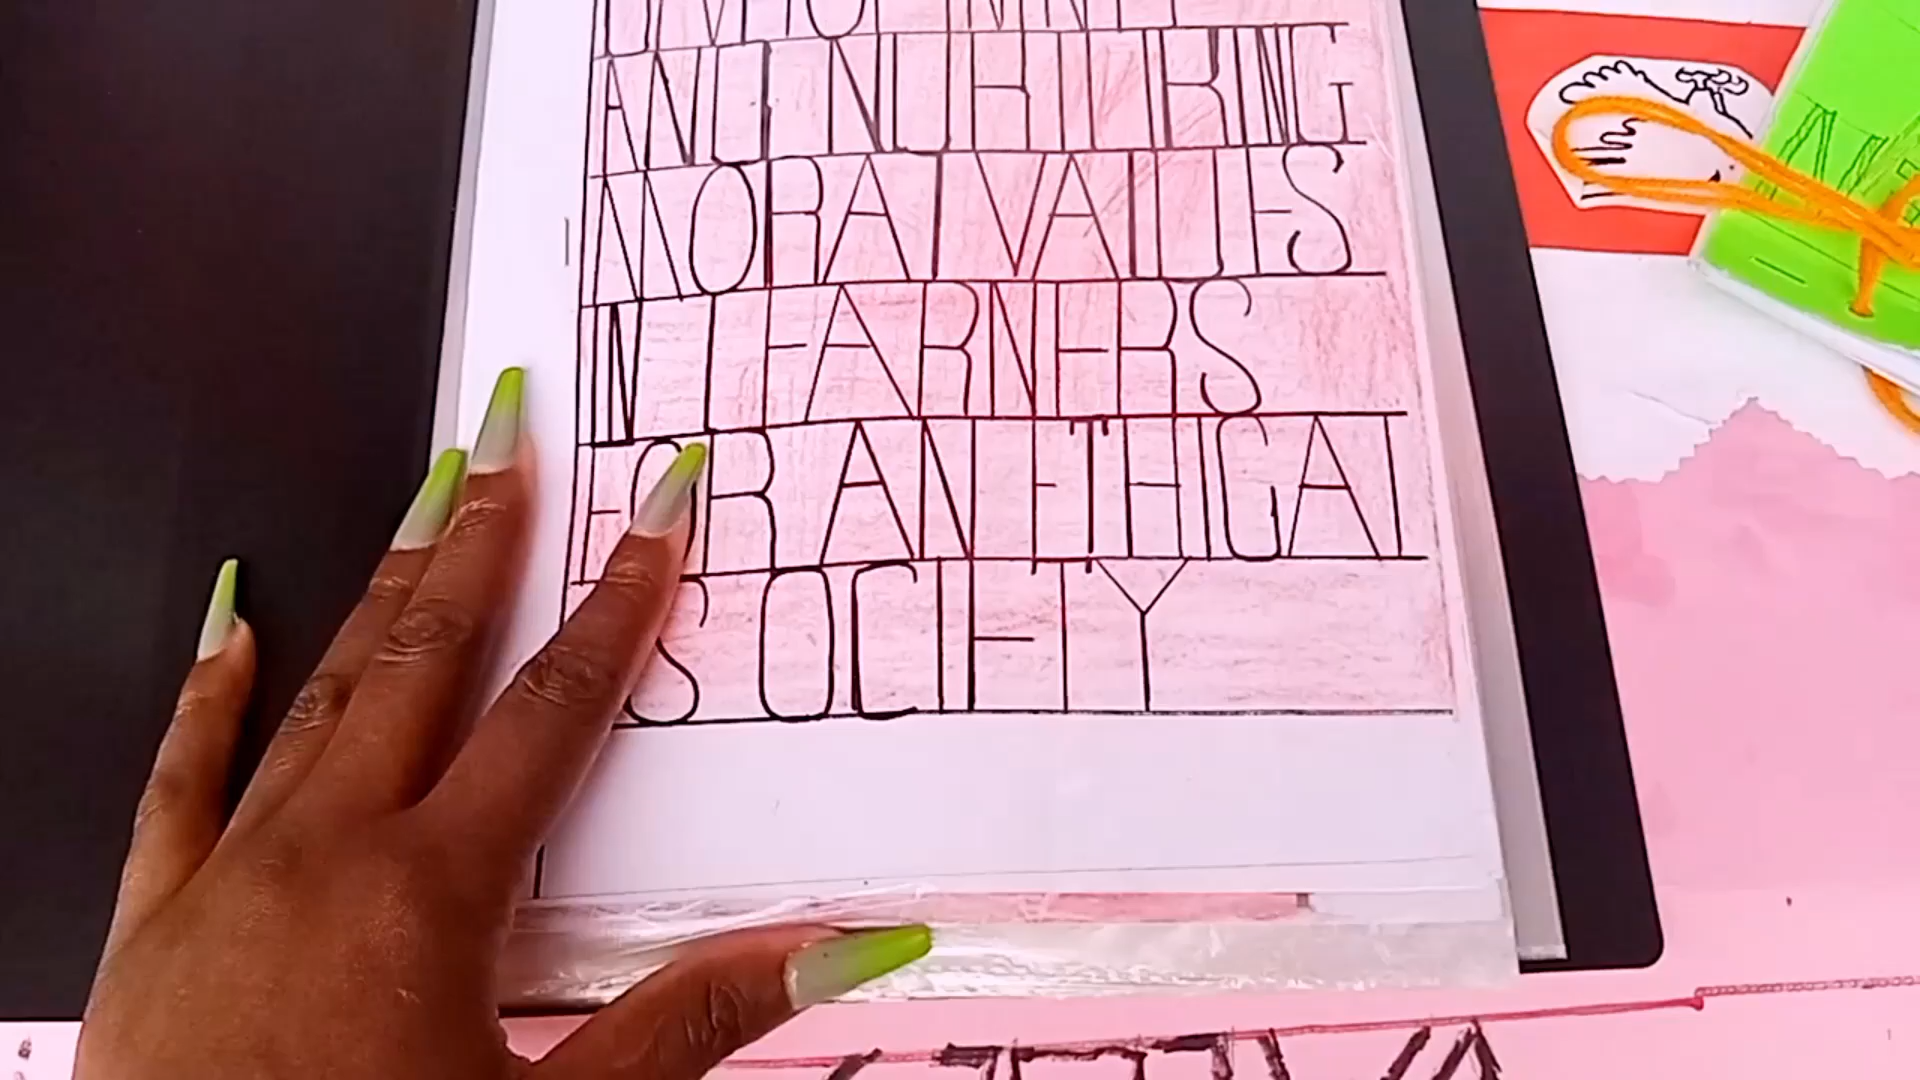 AND NURTURING
MORAL VALUES
IN LEARNERS
FOR AN ETHICAL
SOCIETY